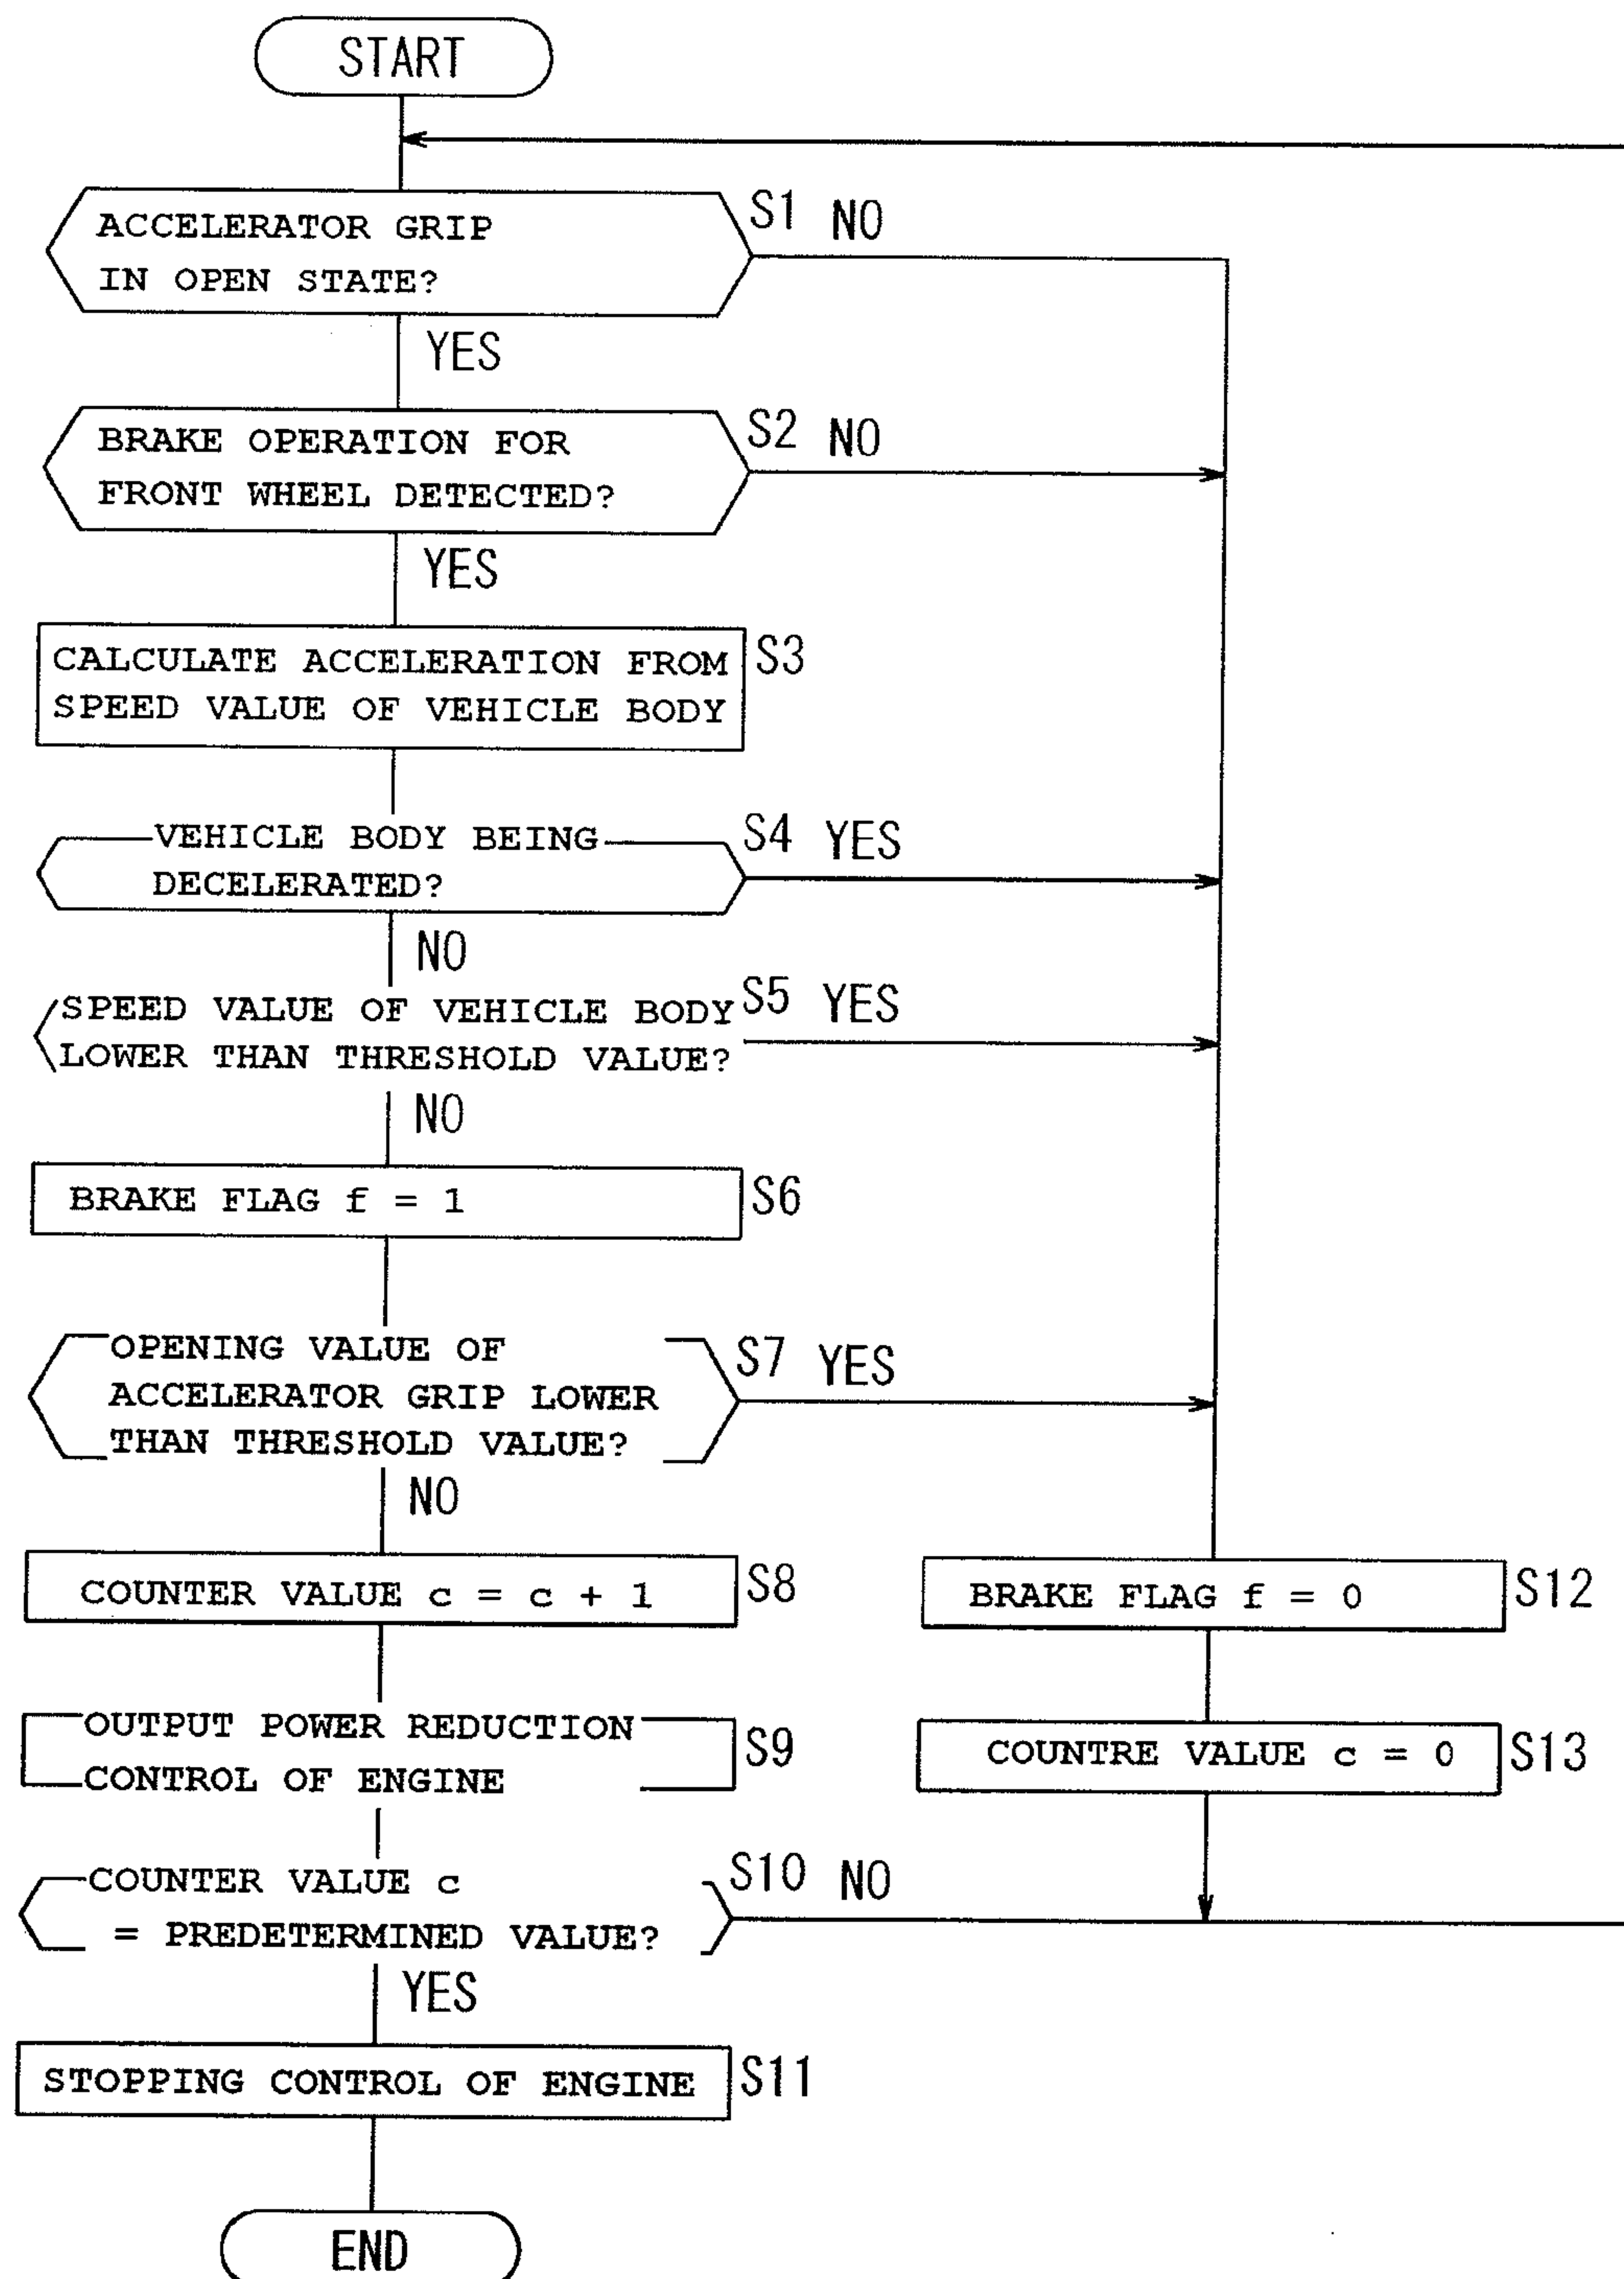 START
ACCELERATOR GRIP
IN OPEN STATE?
S1 NO
YES
BRAKE OPERATION FOR
FRONT WHEEL DETECTED?
S2 NO
YES
CALCULATE ACCELERATION FROM
SPEED VALUE OF VEHICLE BODY
S3
VEHICLE BODY BEING
DECELERATED?
S4 YES
NO
SPEED VALUE OF VEHICLE BODY
LOWER THAN THRESHOLD VALUE?
S5 YES
NO
BRAKE FLAG f = 1
S6
OPENING VALUE OF
ACCELERATOR GRIP LOWER
THAN THRESHOLD VALUE?
S7 YES
NO
COUNTER VALUE c = c + 1
S8
BRAKE FLAG f = 0
S12
OUTPUT POWER REDUCTION
CONTROL OF ENGINE
S9
COUNTRE VALUE c = 0
S13
COUNTER VALUE c
= PREDETERMINED VALUE?
S10 NO
YES
STOPPING CONTROL OF ENGINE
S11
END